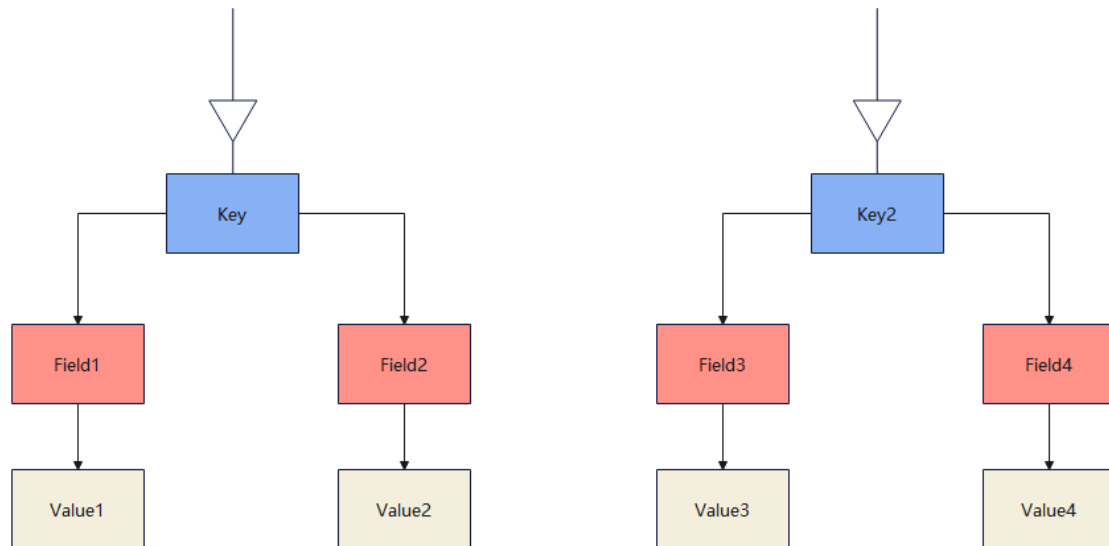 Key
Key2
Field1
Field2
Field3
Field4
Value1
Value2
Value3
Value4